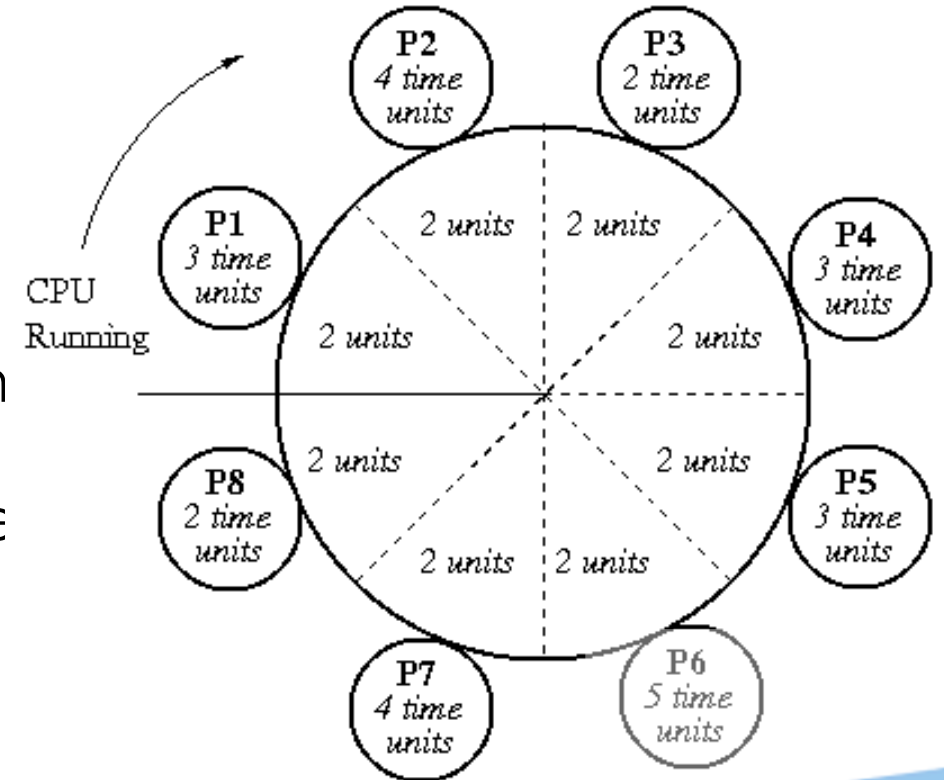 P2
4 time
units
P3
2 time
units
P1
3 time
units
2 units
2 units
P4
3 time
units
CPU
Running
2 units
2 units
2 units
2 units
P8
2 time
units
P5
3 time
units
2 units
2 units
P7
4 time
units
P6
5 time
units